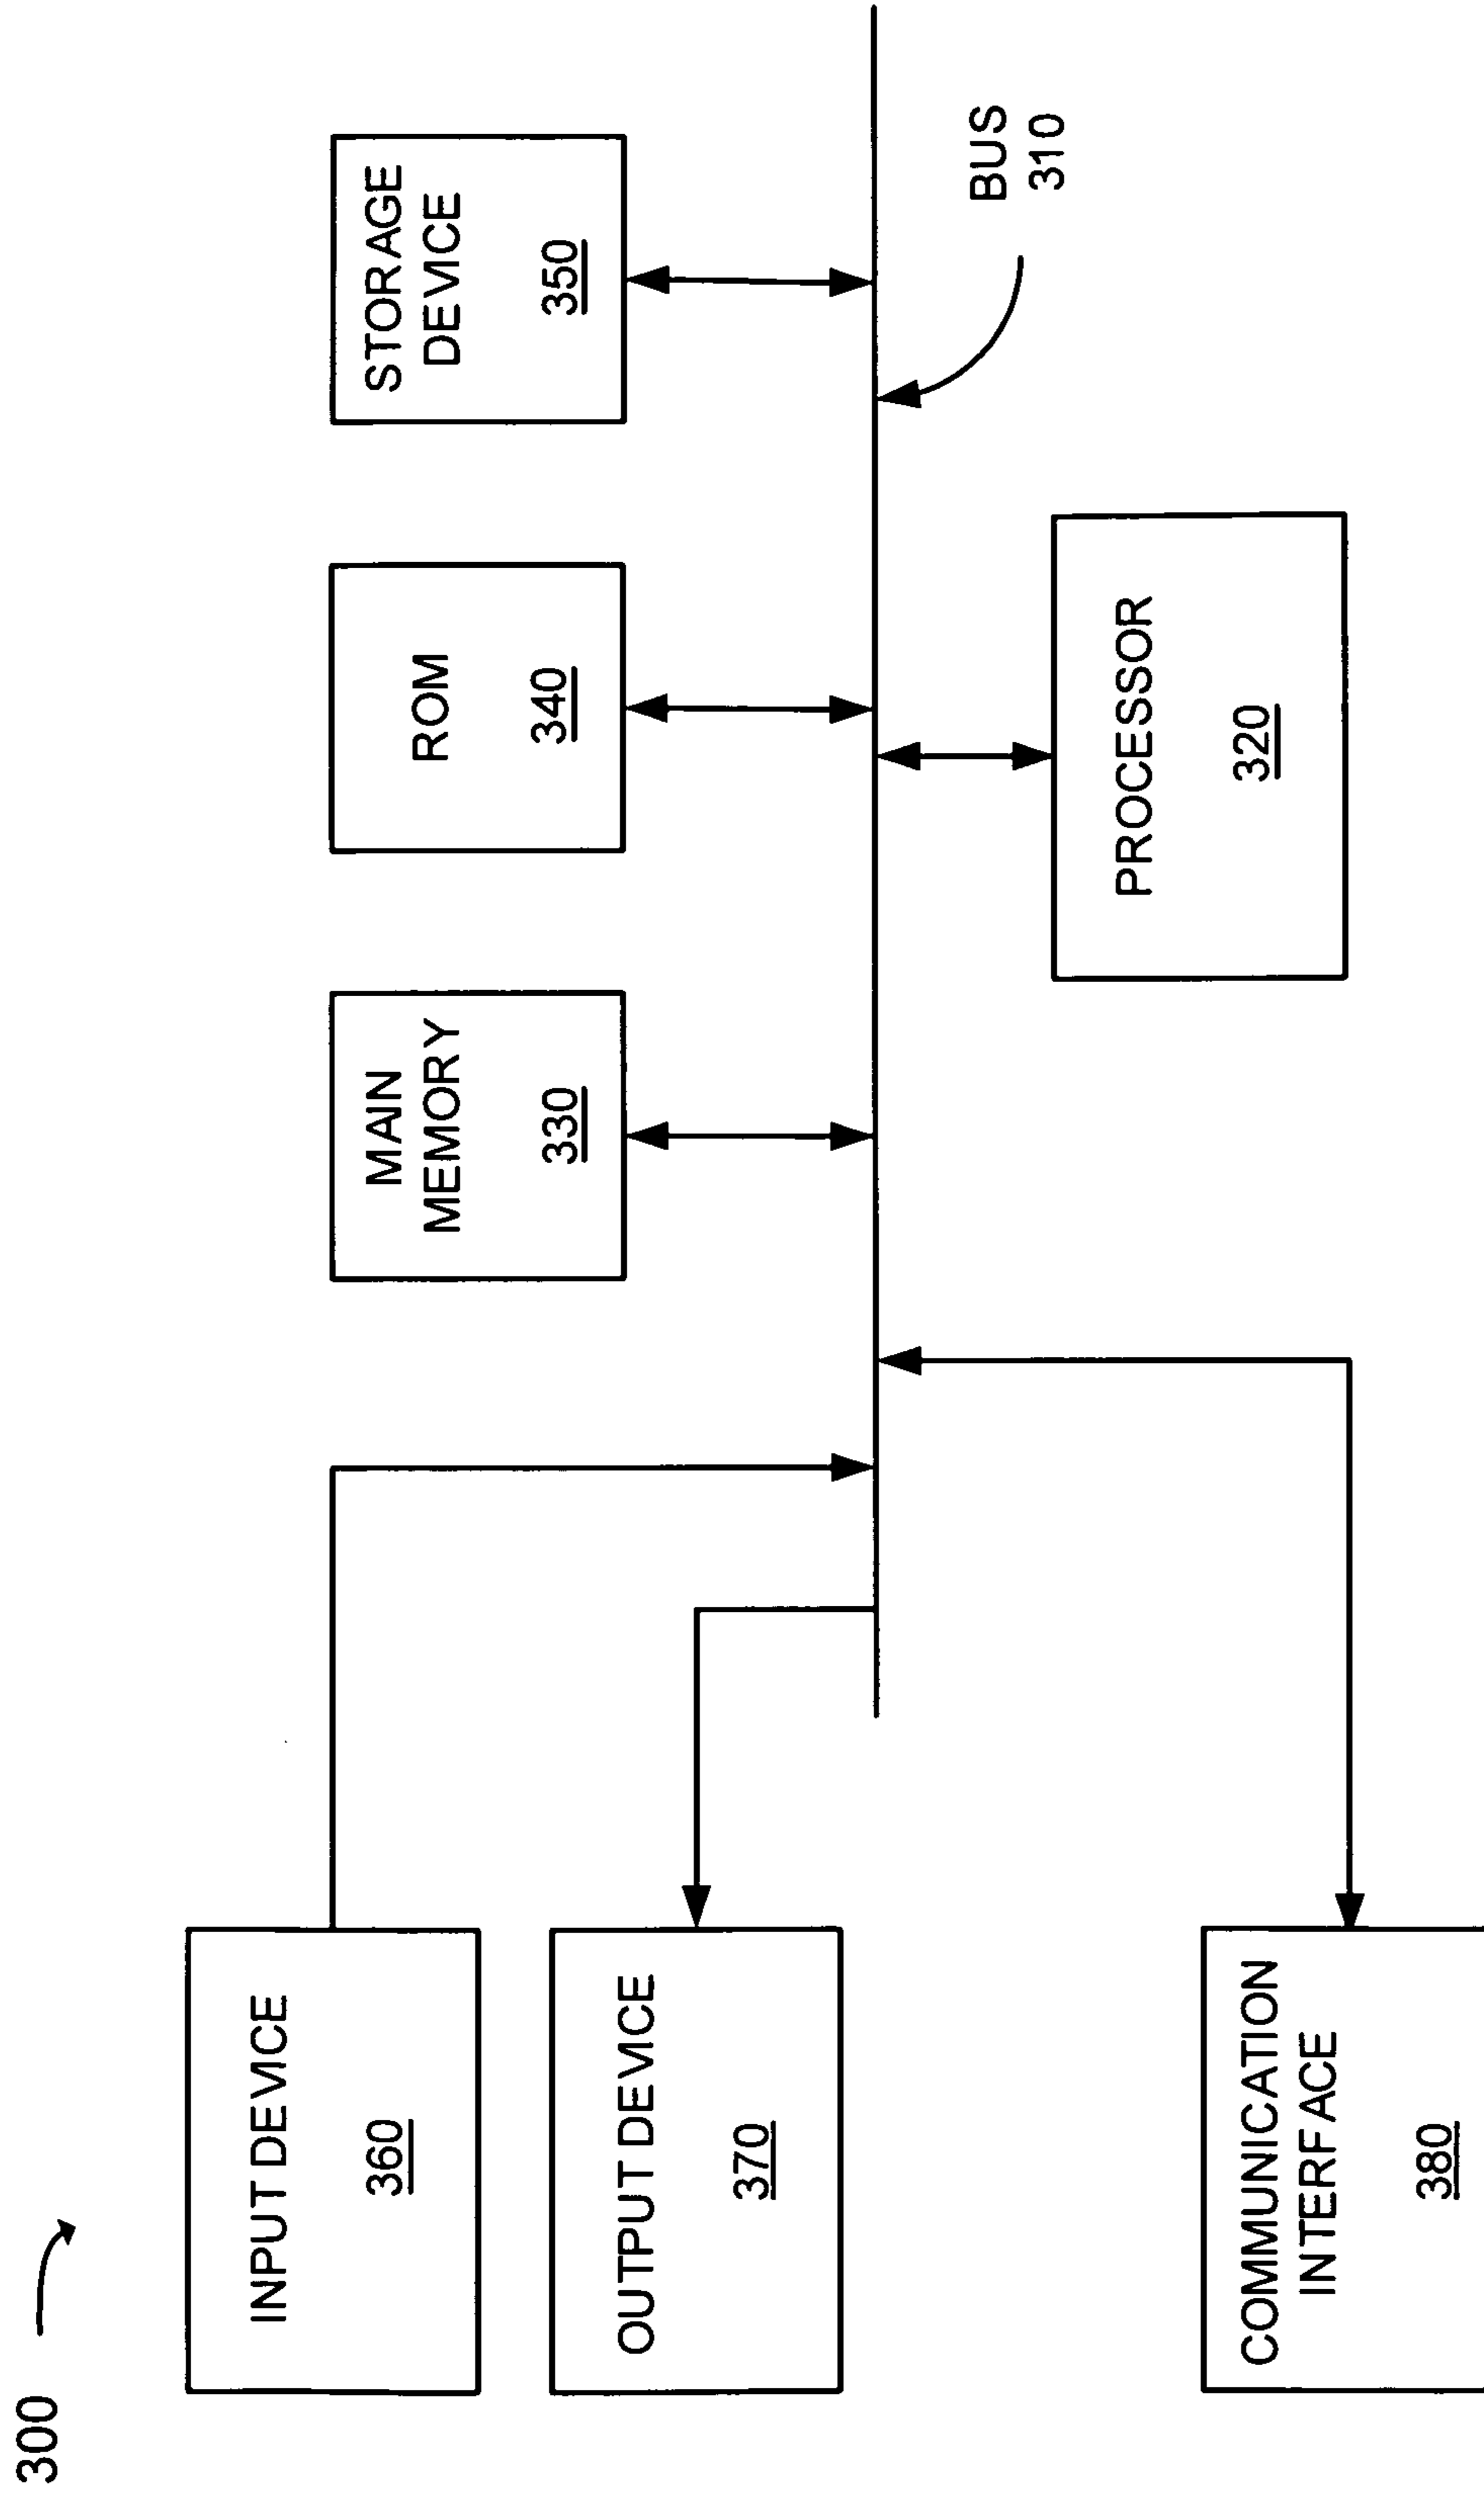 300
INPUT DEVICE
360
OUTPUT DEVICE
370
COMMUNICATION
INTERFACE
380
MAIN
MEMORY
330
ROM
340
STORAGE
DEVICE
350
PROCESSOR
320
BUS
310